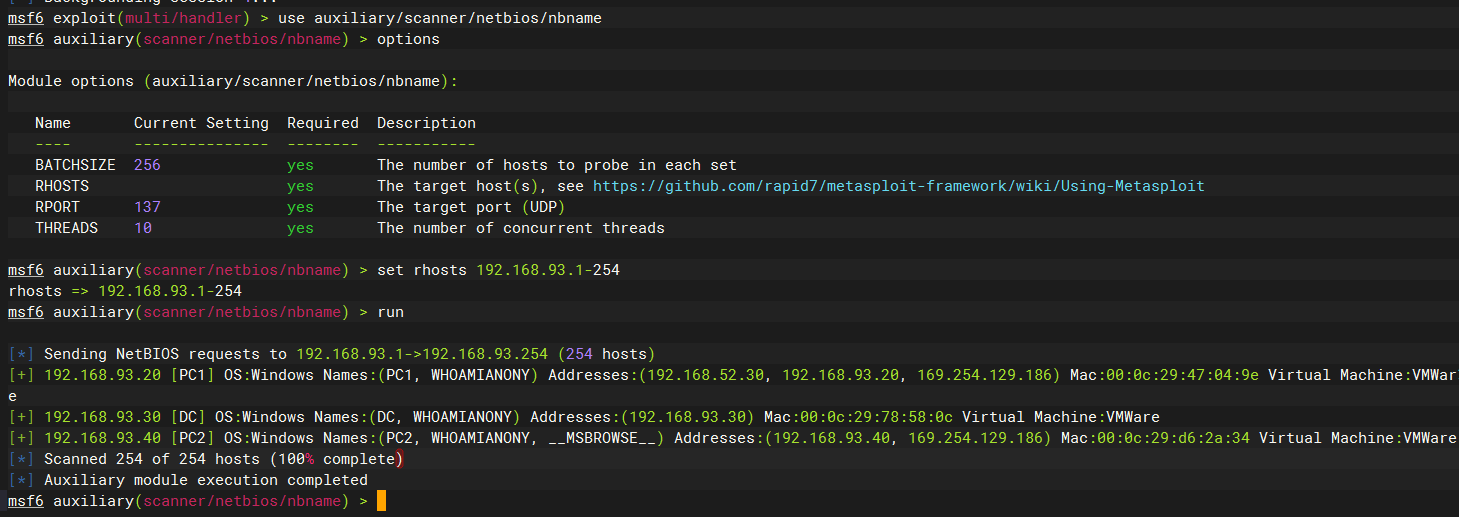 msf6 exploit(multi/handler) > use auxiliary/scanner/netbios/nbname
msf6 auxiliary(scanner/netbios/nbname) > options
Module options (auxiliary/scanner/netbios/nbname):
Name Current Setting Required Description
---- --------------- -------- -----------
BATCHSIZE 256 yes The number of hosts to probe in each set
RHOSTS yes The target host(s), see https://github.com/rapid7/metasploit-framework/wiki/Using-Metasploit
RPORT 137 yes The target port (UDP)
THREADS 10 yes The number of concurrent threads
msf6 auxiliary(scanner/netbios/nbname) > set rhosts 192.168.93.1-254
rhosts => 192.168.93.1-254
msf6 auxiliary(scanner/netbios/nbname) > run
[*] Sending NetBIOS requests to 192.168.93.1->192.168.93.254 (254 hosts)
[+] 192.168.93.20 [PC1] OS:Windows Names:(PC1, WHOAMIANONY) Addresses:(192.168.52.30, 192.168.93.20, 169.254.129.186) Mac:00:0c:29:47:04:9e Virtual Machine:VMWar
e
[+] 192.168.93.30 [DC] OS:Windows Names:(DC, WHOAMIANONY) Addresses:(192.168.93.30) Mac:00:0c:29:78:58:0c Virtual Machine:VMWare
[+] 192.168.93.40 [PC2] OS:Windows Names:(PC2, WHOAMIANONY, __MSBROWSE__) Addresses:(192.168.93.40, 169.254.129.186) Mac:00:0c:29:d6:2a:34 Virtual Machine:VMWare
[*] Scanned 254 of 254 hosts (100% complete)
[*] Auxiliary module execution completed
msf6 auxiliary(scanner/netbios/nbname) >